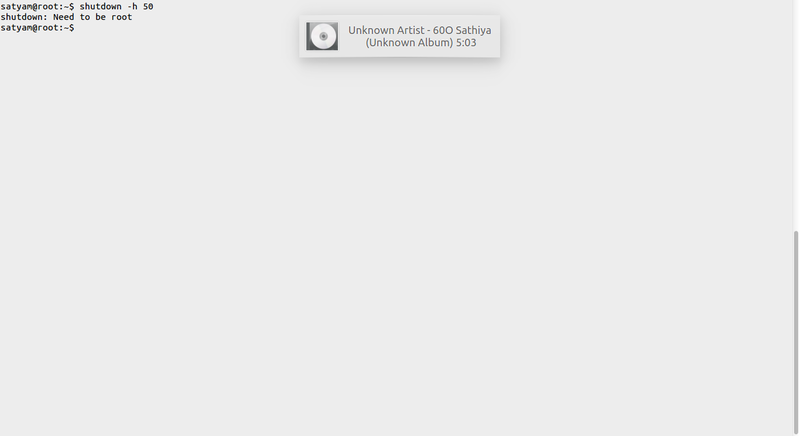 satyam@root:~$ shutdown -h 50
shutdown: Need to be root
satyam@root:~$
Unknown Artist - 60O Sathiya
(Unknown Album) 5:03